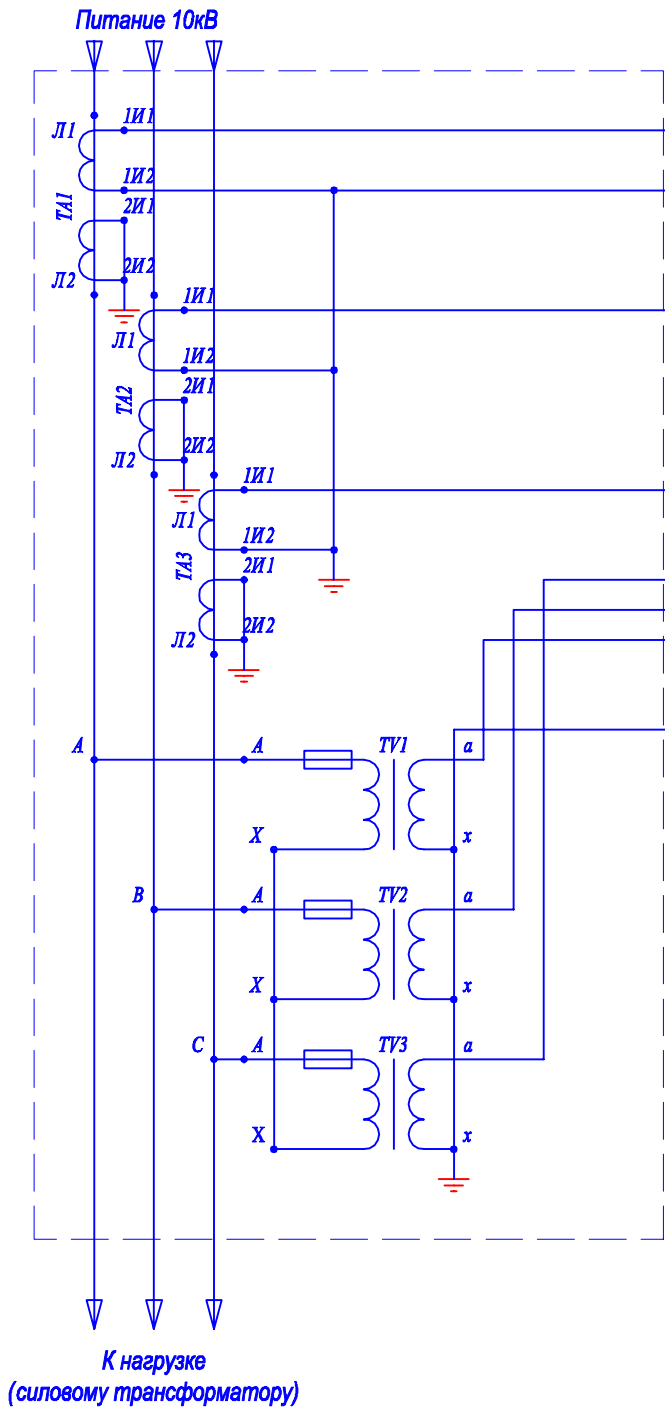 Питание 10кВ
Л1
1И1
1И2
ТА1
2И1
Л2
2И2
1И1
Л1
1И2
ТА2
2И1
Л2
2И2
1И1
Л1
1И2
ТА3
2И1
Л2
2И2
A A TV1 a
X x
B A TV2 a
X x
C A TV3 a
X x
К нагрузке
(силовому трансформатору)